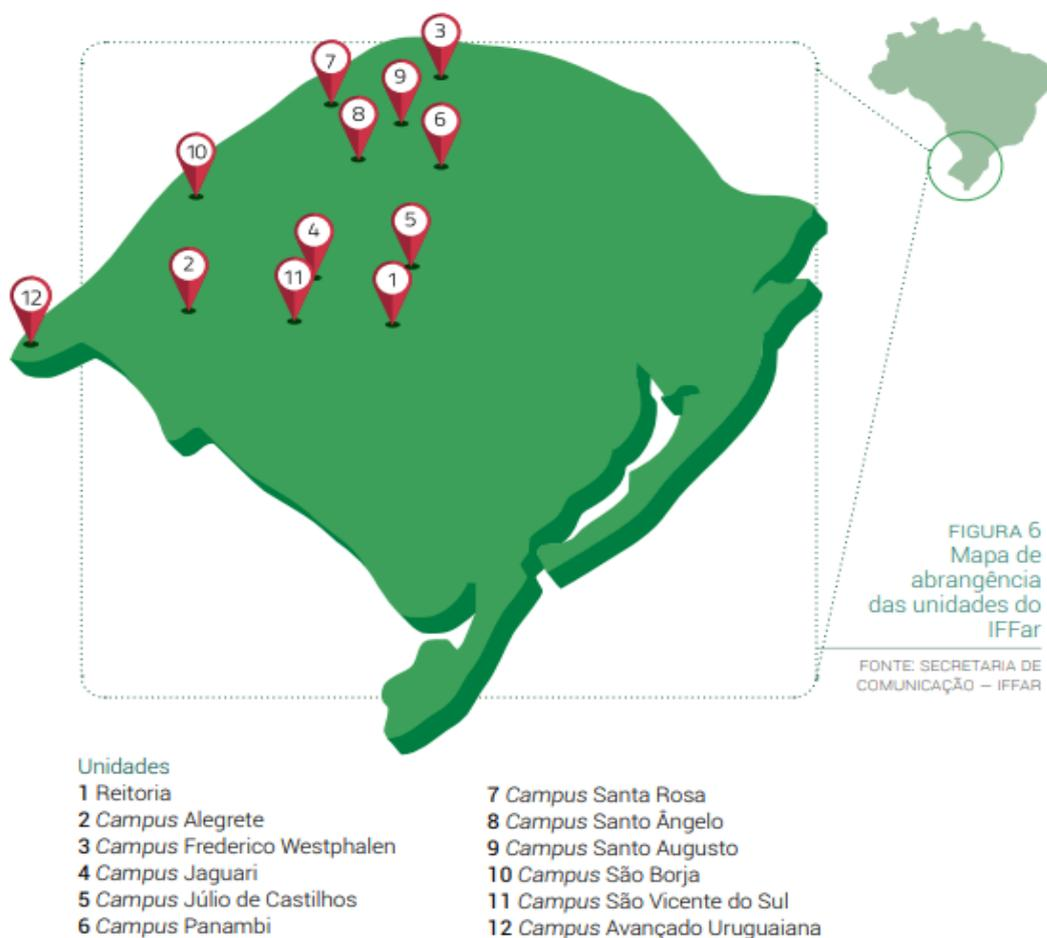 3
7
9
8
6
10
5
4
2
11
1
12
FIGURA 6
Mapa de
abrangência
das unidades do
IFFar
FONTE: SECRETARIA DE
COMUNICAÇÃO – IFFAR
Unidades
1 Reitoria
2 Campus Alegrete
3 Campus Frederico Westphalen
4 Campus Jaguari
5 Campus Júlio de Castilhos
6 Campus Panambi
7 Campus Santa Rosa
8 Campus Santo Ângelo
9 Campus Santo Augusto
10 Campus São Borja
11 Campus São Vicente do Sul
12 Campus Avançado Uruguaiana